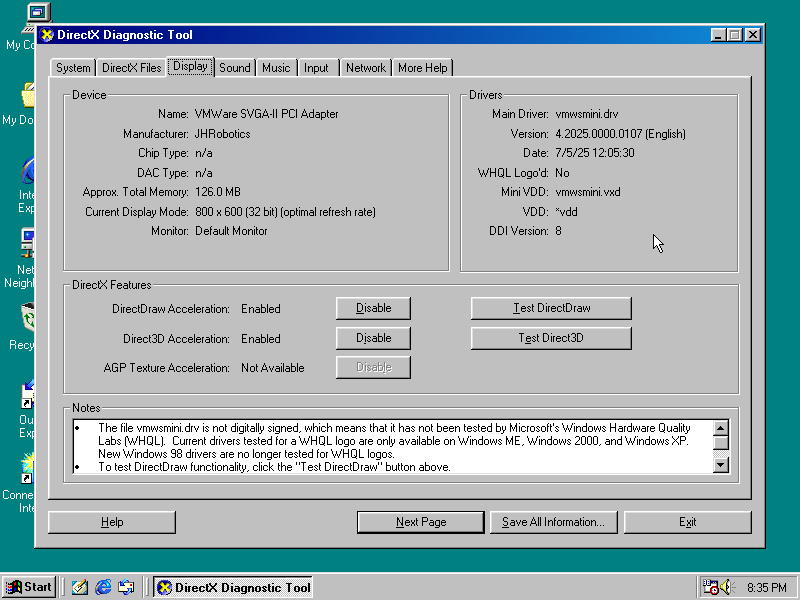 My Co
My Do
Inte
Exp
Net
Neighb
Recy
Ou
Exp
Conne
Inte
DirectX Diagnostic Tool
System
DirectX Files
Display
Sound
Music
Input
Network
More Help
Device
Name: VMWare SVGA-II PCI Adapter
Manufacturer: JHRobotics
Chip Type: n/a
DAC Type: n/a
Approx. Total Memory: 126.0 MB
Current Display Mode: 800 x 600 (32 bit) (optimal refresh rate)
Monitor: Default Monitor
Drivers
Main Driver: vmwsmini.drv
Version: 4.2025.0000.0107 (English)
Date: 7/5/25 12:05:30
WHQL Logo'd: No
Mini VDD: vmwsmini.vxd
VDD: *vdd
DDI Version: 8
DirectX Features
DirectDraw Acceleration: Enabled Disable Test DirectDraw
Direct3D Acceleration: Enabled Disable Test Direct3D
AGP Texture Acceleration: Not Available Disable
Notes
• The file vmwsmini.drv is not digitally signed, which means that it has not been tested by Microsoft's Windows Hardware Quality
Labs (WHQL). Current drivers tested for a WHQL logo are only available on Windows ME, Windows 2000, and Windows XP.
New Windows 98 drivers are no longer tested for WHQL logos.
• To test DirectDraw functionality, click the "Test DirectDraw" button above.
Help
Next Page
Save All Information...
Exit
Start
DirectX Diagnostic Tool
8:35 PM